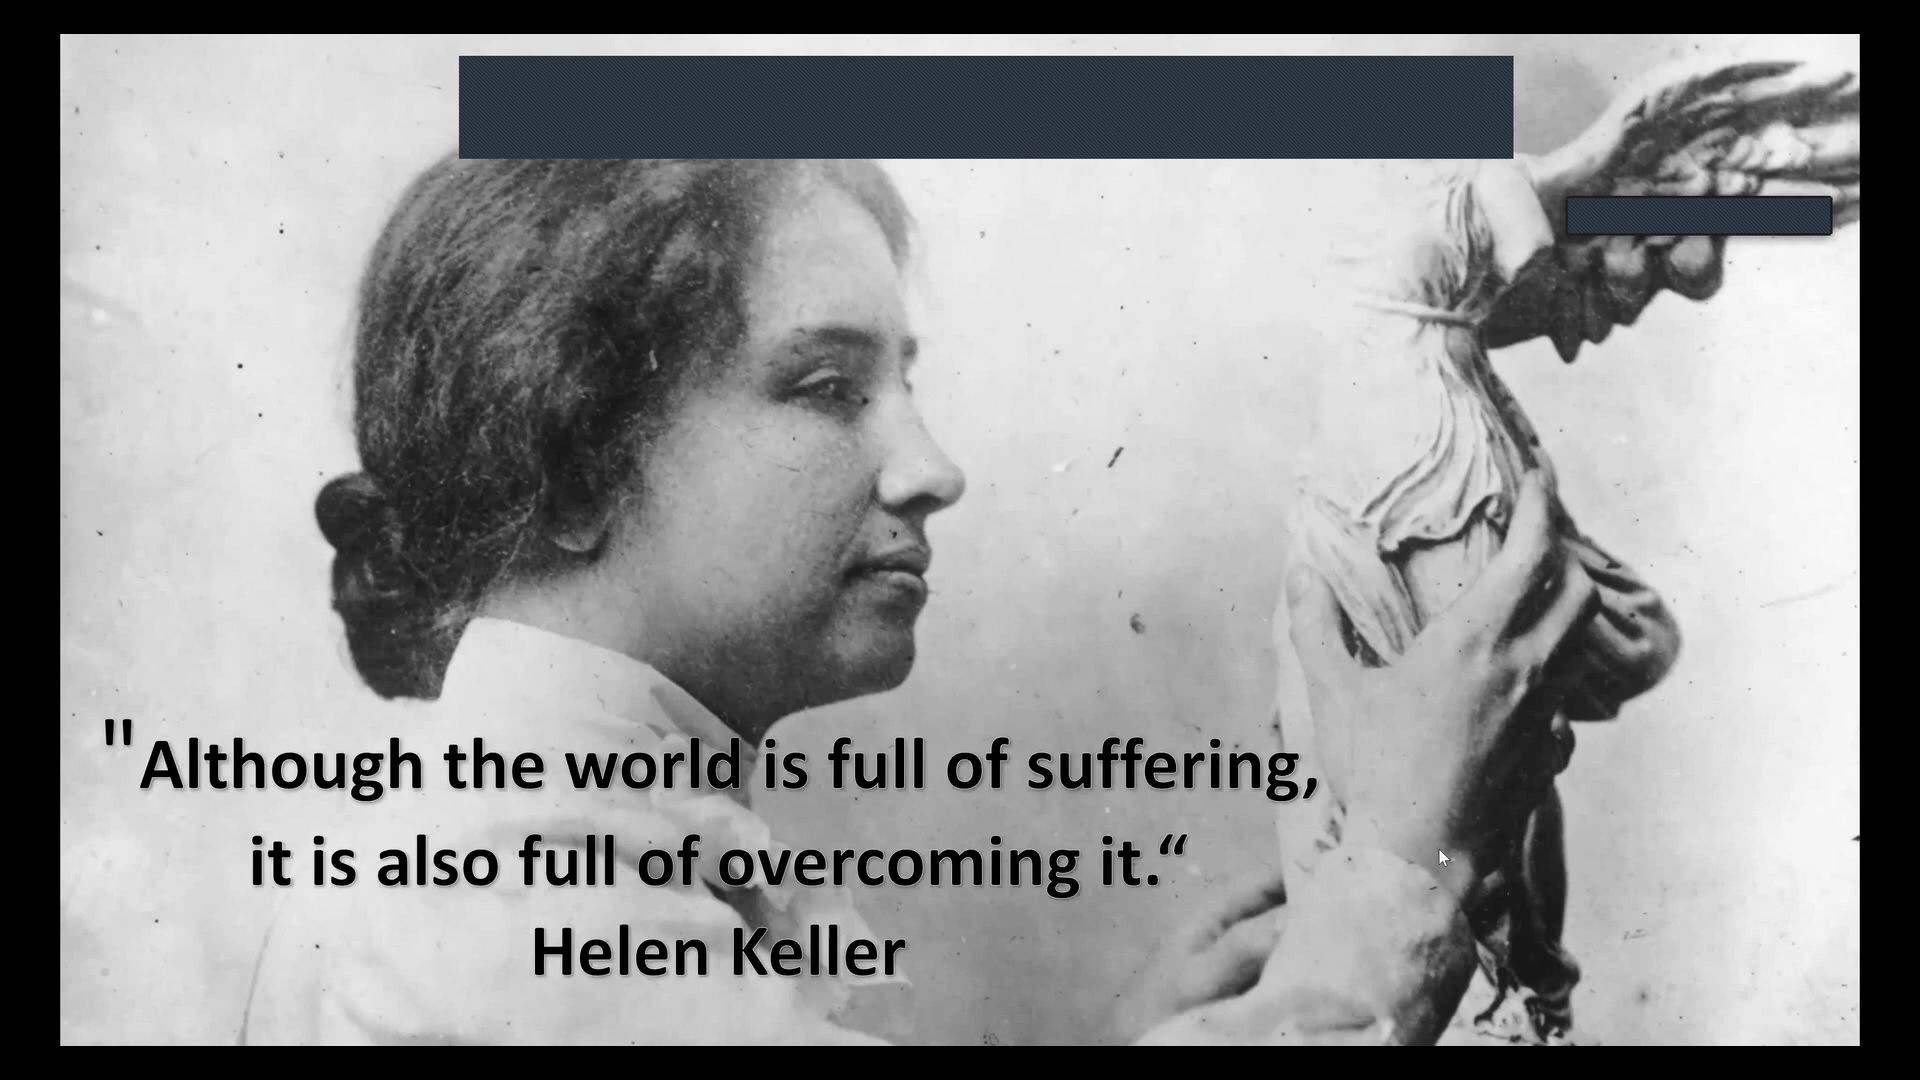 "Although the world is full of suffering,
it is also full of overcoming it.“
Helen Keller